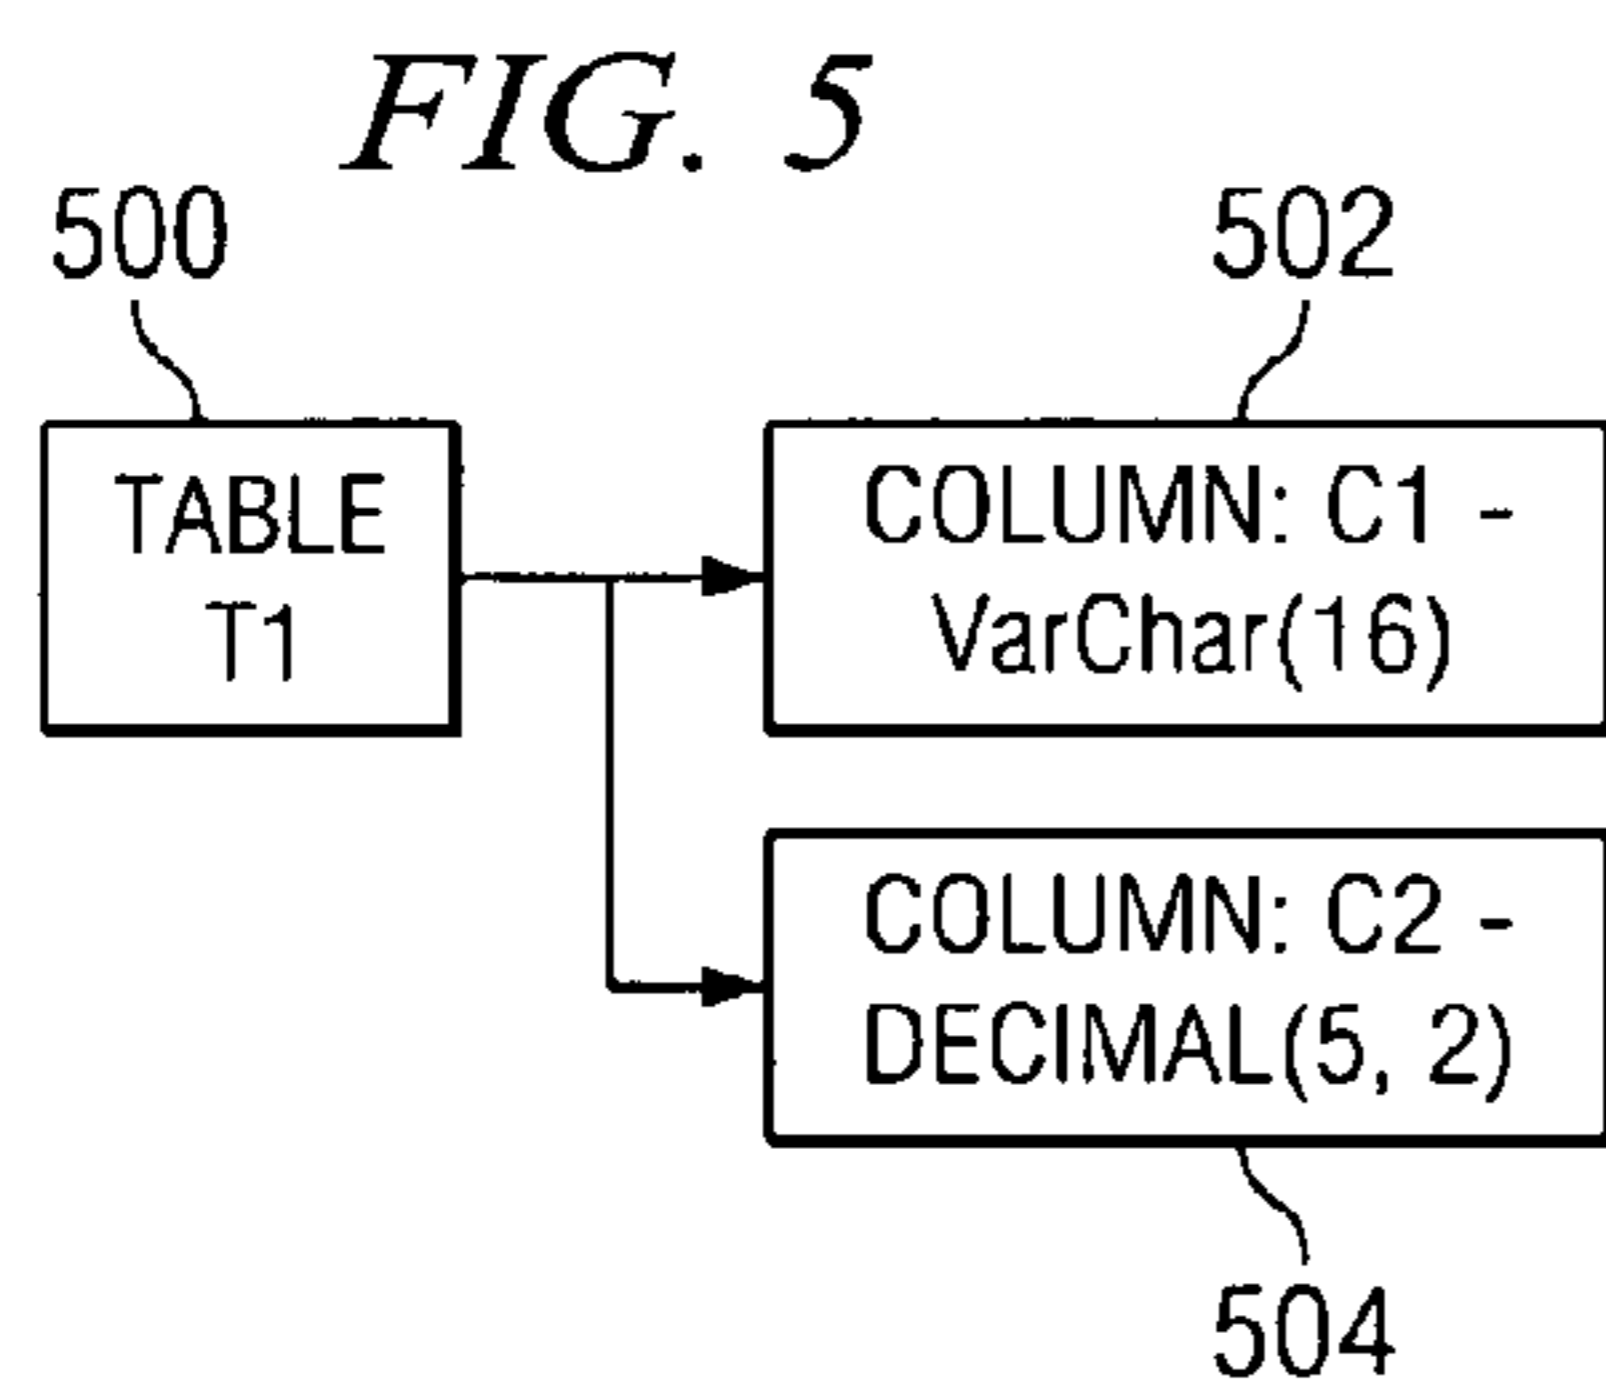 FIG. 5
500
502
TABLE
T1
COLUMN: C1 -
VarChar(16)
COLUMN: C2 -
DECIMAL(5, 2)
504